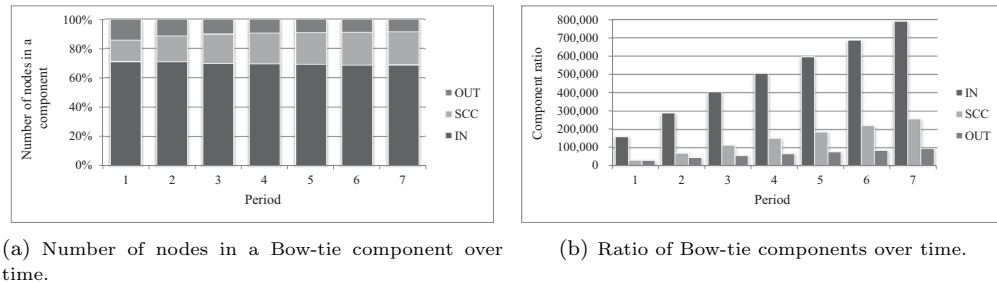 100%
80%
60%
40%
20%
0%
Number of nodes in a
component
1 2 3 4 5 6 7
Period
OUT
SCC
IN
800,000
700,000
600,000
500,000
400,000
300,000
200,000
100,000
0
Component ratio
1 2 3 4 5 6 7
Period
IN
SCC
OUT
(a) Number of nodes in a Bow-tie component over
time.
(b) Ratio of Bow-tie components over time.